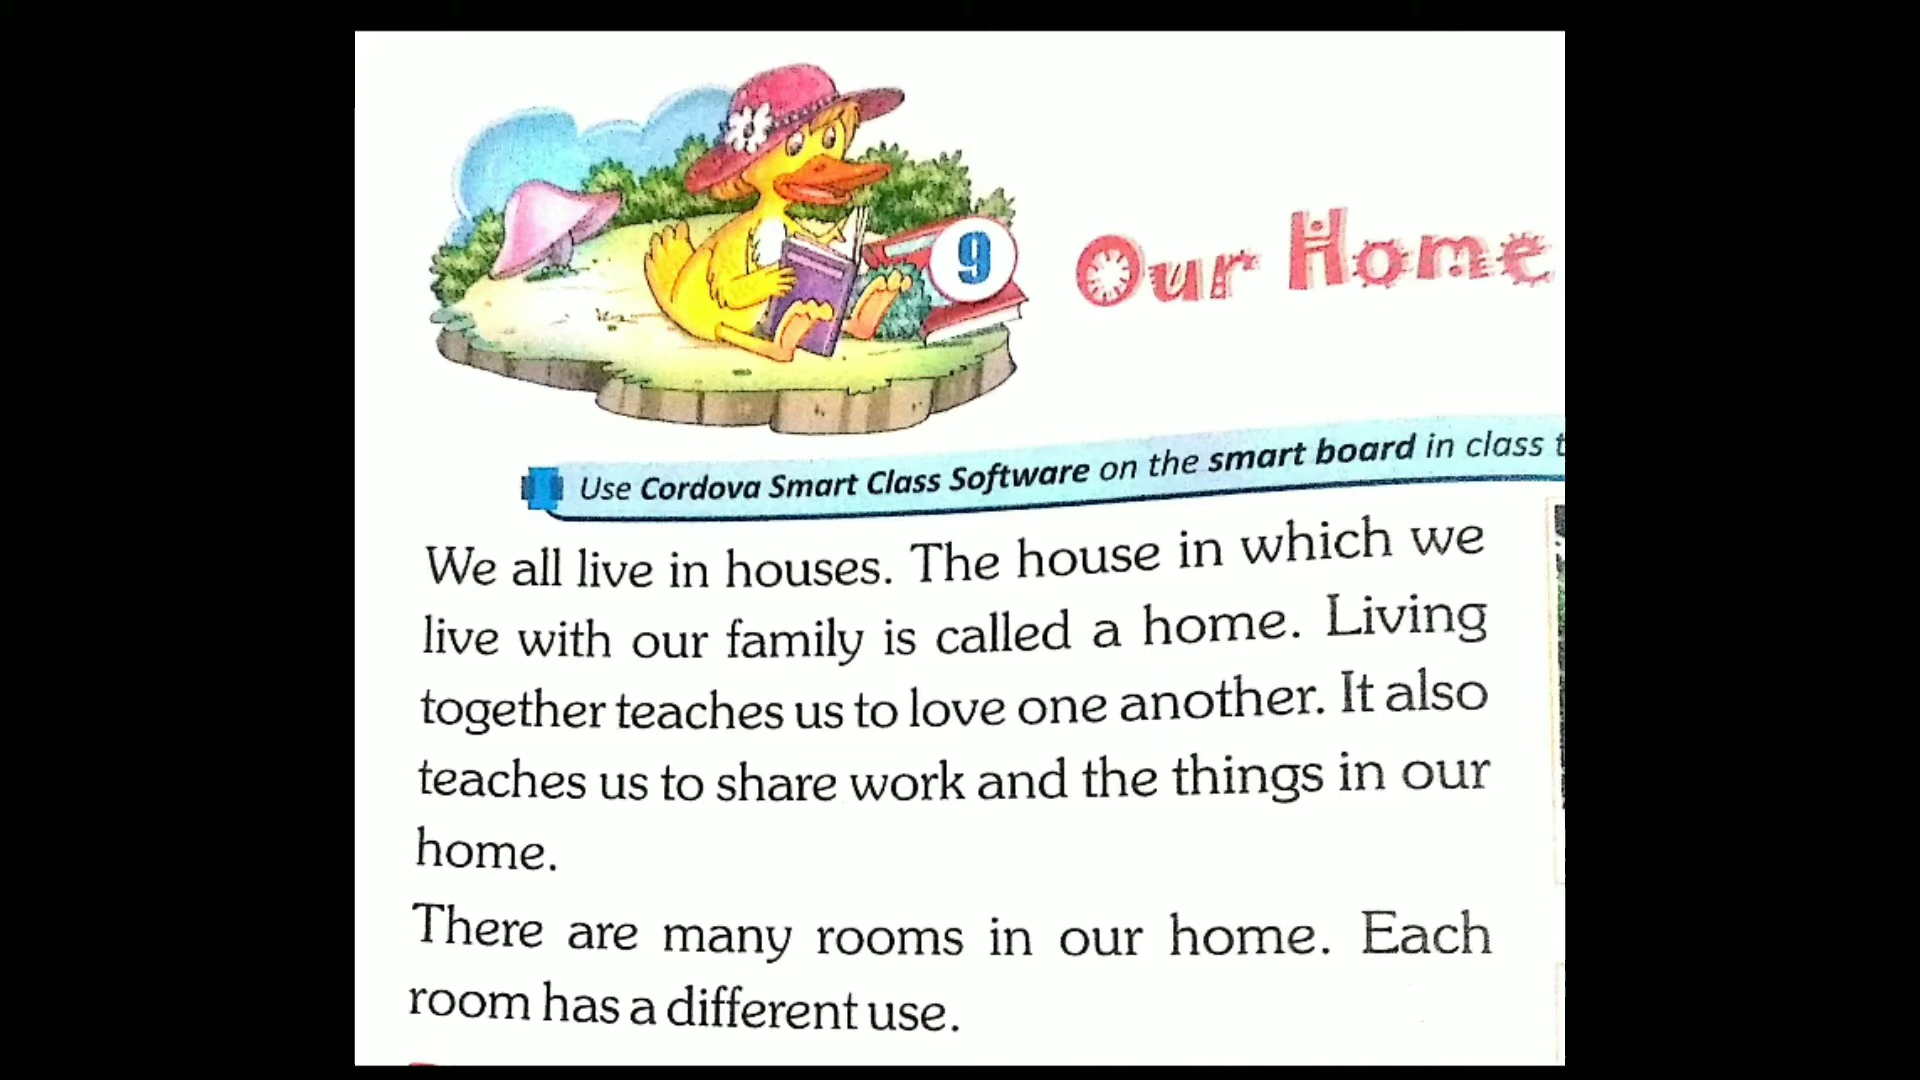 9
Our Home
Use Cordova Smart Class Software on the smart board in class
We all live in houses. The house in which we
live with our family is called a home. Living
together teaches us to love one another. It also
teaches us to share work and the things in our
home.
There are many rooms in our home. Each
room has a different use.